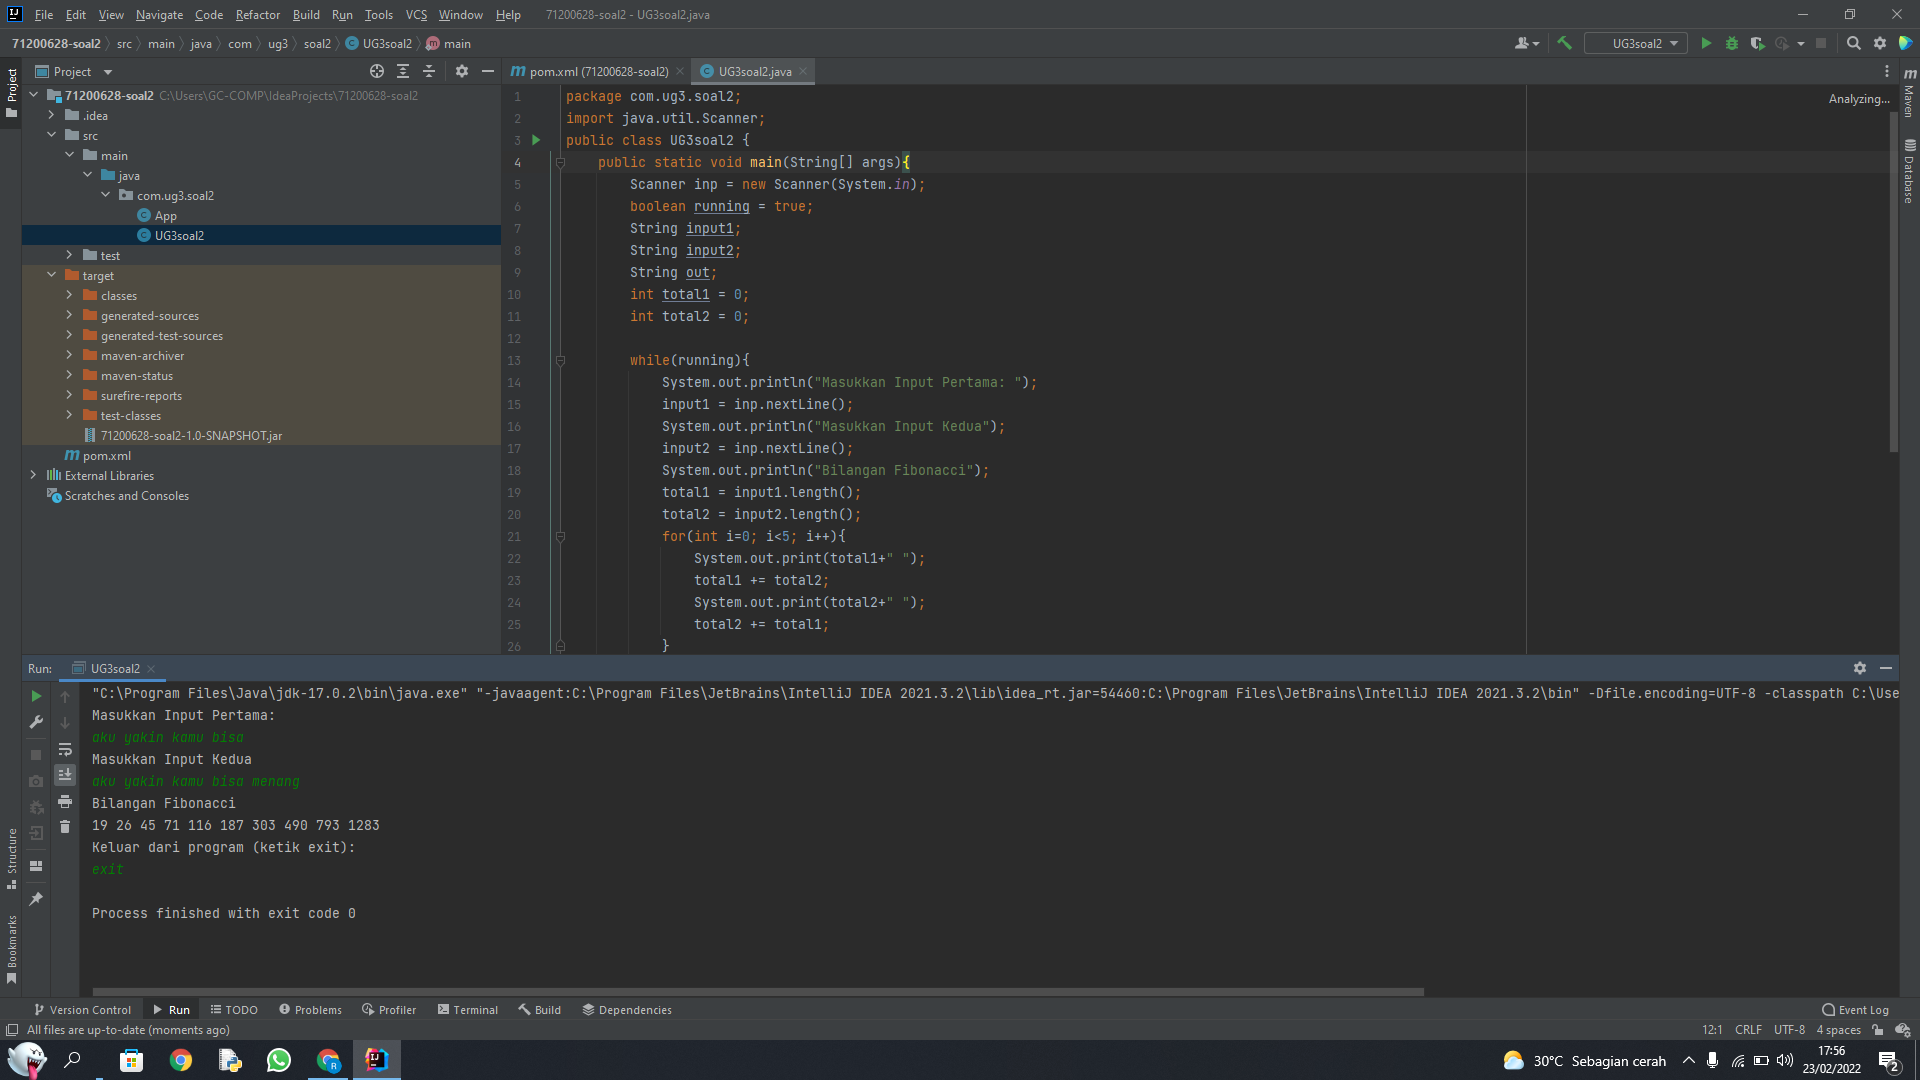 File Edit View Navigate Code Refactor Build Run Tools VCS Window Help 71200628-soal2 - UG3soal2.java
71200628-soal2 src main java com ug3 soal2 UG3soal2 main
UG3soal2
Project
pom.xml (71200628-soal2)
UG3soal2.java
Project
71200628-soal2 C:\Users\GC-COMP\IdeaProjects\71200628-soal2
.idea
src
main
java
com.ug3.soal2
App
UG3soal2
test
target
classes
generated-sources
generated-test-sources
maven-archiver
maven-status
surefire-reports
test-classes
71200628-soal2-1.0-SNAPSHOT.jar
pom.xml
External Libraries
Scratches and Consoles
Analyzing...
Maven
Database
1 package com.ug3.soal2;
2 import java.util.Scanner;
3 public class UG3soal2 {
4 public static void main(String[] args){
5 Scanner inp = new Scanner(System.in);
6 boolean running = true;
7 String input1;
8 String input2;
9 String out;
10 int total1 = 0;
11 int total2 = 0;
12
13 while(running){
14 System.out.println("Masukkan Input Pertama: ");
15 input1 = inp.nextLine();
16 System.out.println("Masukkan Input Kedua");
17 input2 = inp.nextLine();
18 System.out.println("Bilangan Fibonacci");
19 total1 = input1.length();
20 total2 = input2.length();
21 for(int i=0; i<5; i++){
22 System.out.print(total1+" ");
23 total1 += total2;
24 System.out.print(total2+" ");
25 total2 += total1;
26 }
Run: UG3soal2
"C:\Program Files\Java\jdk-17.0.2\bin\java.exe" "-javaagent:C:\Program Files\JetBrains\IntelliJ IDEA 2021.3.2\lib\idea_rt.jar=54460:C:\Program Files\JetBrains\IntelliJ IDEA 2021.3.2\bin" -Dfile.encoding=UTF-8 -classpath C:\Use
Masukkan Input Pertama:
aku yakin kamu bisa
Masukkan Input Kedua
aku yakin kamu bisa menang
Bilangan Fibonacci
19 26 45 71 116 187 303 490 793 1283
Keluar dari program (ketik exit):
exit
Process finished with exit code 0
Structure
Bookmarks
Version Control Run TODO Problems Profiler Terminal Build Dependencies Event Log
All files are up-to-date (moments ago) 12:1 CRLF UTF-8 4 spaces
30°C Sebagian cerah
17:56
23/02/2022
2